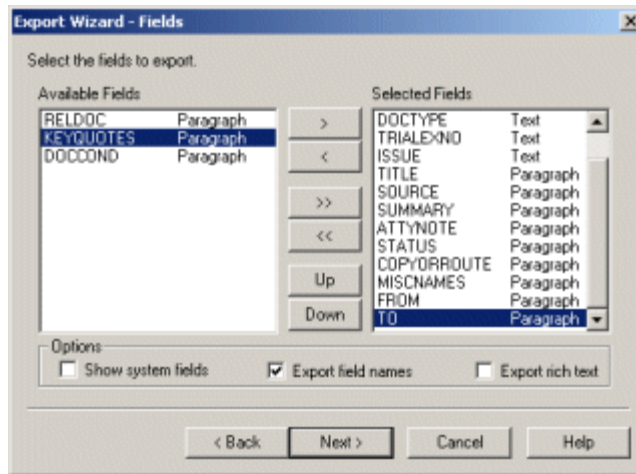 Export Wizard - Fields
Select the fields to export.
Available Fields
RELDOC Paragraph
KEYQUOTES Paragraph
DOCCOND Paragraph
>
<
>>
<<
Up
Down
Selected Fields
DOCTYPE Text
TRIALEXNO Text
ISSUE Text
TITLE Paragraph
SOURCE Paragraph
SUMMARY Paragraph
ATTYNOTE Paragraph
STATUS Paragraph
COPYORROUTE Paragraph
MISCNAMES Paragraph
FROM Paragraph
TO Paragraph
Options
Show system fields Export field names Export rich text
< Back Next > Cancel Help